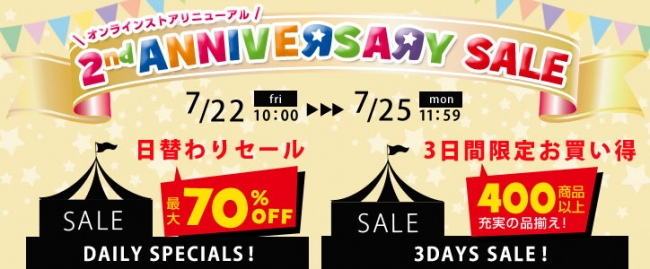 オンラインストアリニューアル
2nd ANNIVERSARY SALE
7/22 fri 10:00 ▶▶▶ 7/25 mon 11:59
日替わりセール
最大70%OFF
SALE
DAILY SPECIALS!
3日間限定お買い得
400商品以上
充実の品揃え!
SALE
3DAYS SALE!